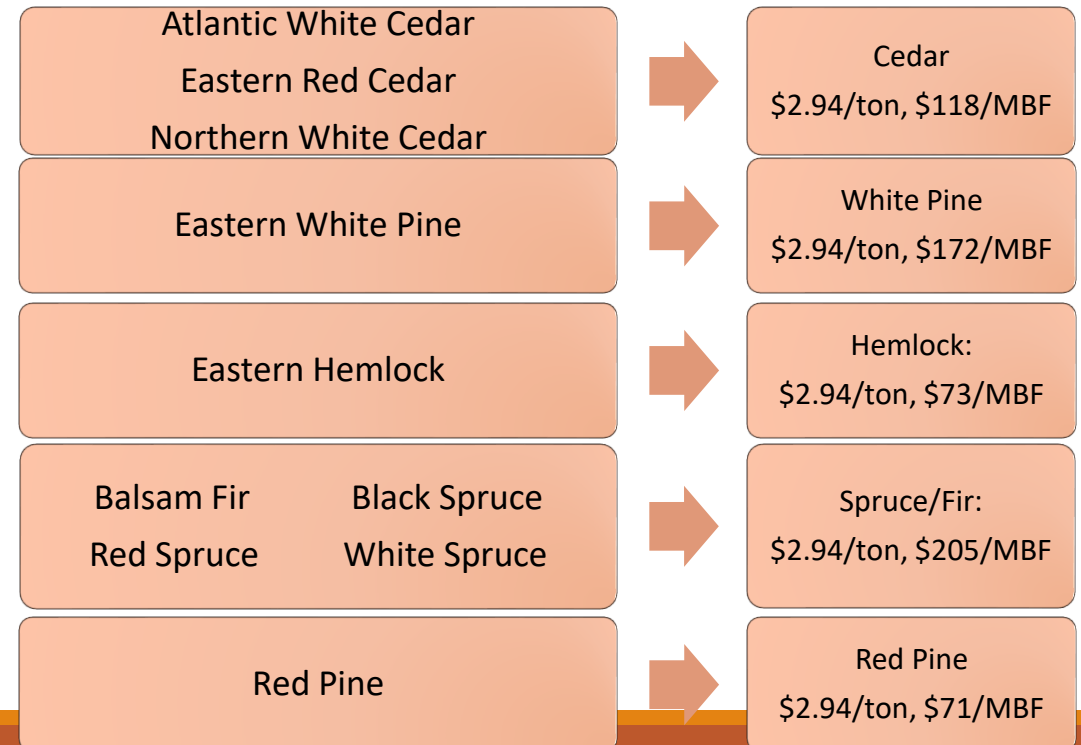 Atlantic White Cedar
Eastern Red Cedar
Northern White Cedar
Cedar
$2.94/ton, $118/MBF
Eastern White Pine
White Pine
$2.94/ton, $172/MBF
Eastern Hemlock
Hemlock:
$2.94/ton, $73/MBF
Balsam Fir Black Spruce
Red Spruce White Spruce
Spruce/Fir:
$2.94/ton, $205/MBF
Red Pine
Red Pine
$2.94/ton, $71/MBF